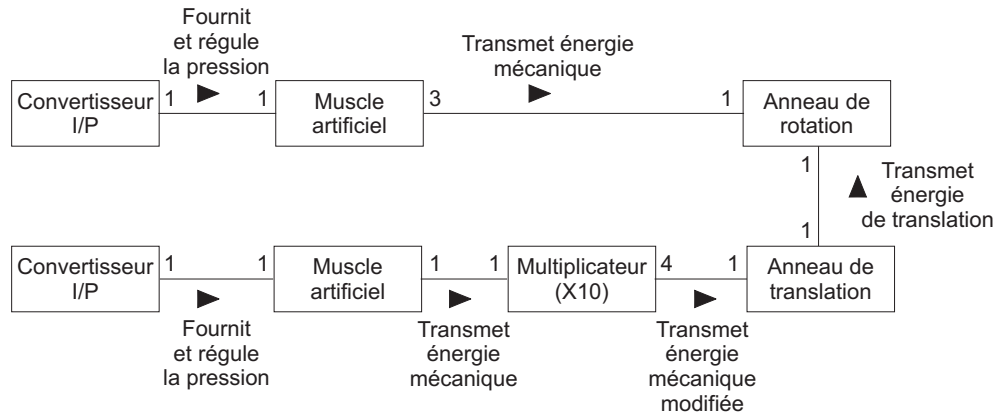 Fournit
et régule
la pression
Transmet énergie
mécanique
Convertisseur
I/P
1
1
Muscle
artificiel
3
1
Anneau de
rotation
1
Transmet
énergie
de translation
1
Convertisseur
I/P
1
1
Muscle
artificiel
1
1
Multiplicateur
(X10)
4
1
Anneau de
translation
Fournit
et régule
la pression
Transmet
énergie
mécanique
Transmet
énergie
mécanique
modifiée